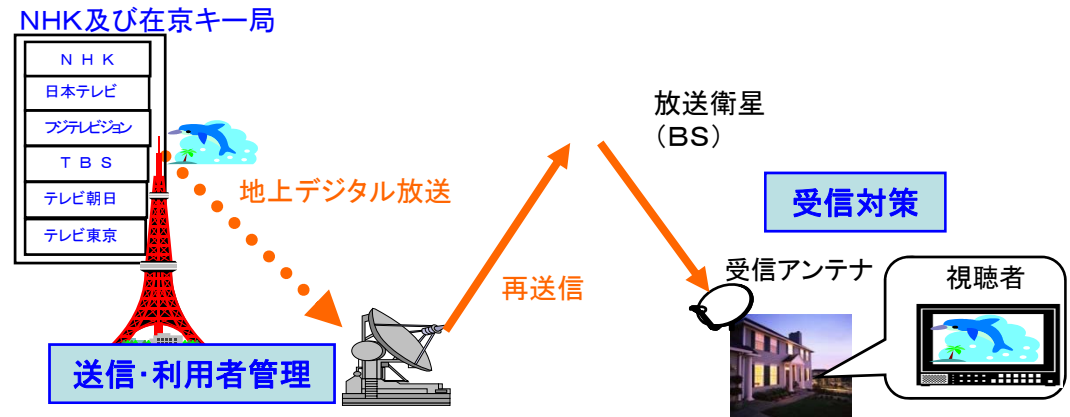 NHK及び在京キー局
NHK
日本テレビ
フジテレビジョン
TBS
テレビ朝日
テレビ東京
地上デジタル放送
送信・利用者管理
再送信
放送衛星
(BS)
受信対策
受信アンテナ
視聴者